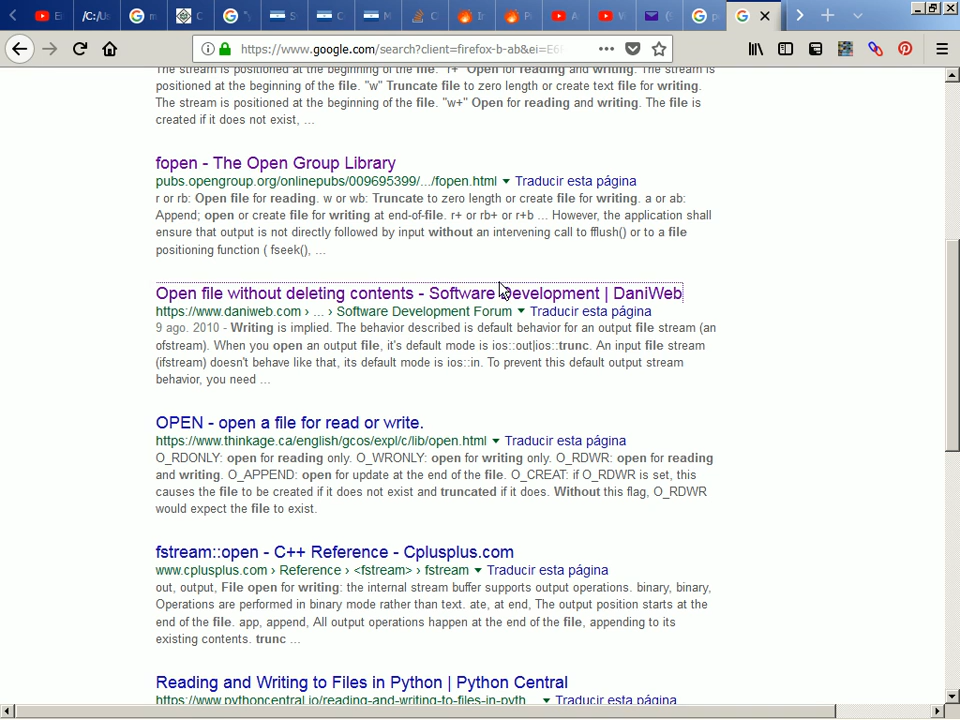 https://www.google.com/search?client=firefox-b-ab&ei=E6
The stream is positioned at the beginning of the file. "r+" Open for reading and writing. The stream is
positioned at the beginning of the file. "w" Truncate file to zero length or create text file for writing.
The stream is positioned at the beginning of the file. "w+" Open for reading and writing. The file is
created if it does not exist, ...
fopen - The Open Group Library
pubs.opengroup.org/onlinepubs/009695399/.../fopen.html Traducir esta página
r or rb: Open file for reading. w or wb: Truncate to zero length or create file for writing. a or ab:
Append; open or create file for writing at end-of-file. r+ or rb+ or r+b ... However, the application shall
ensure that output is not directly followed by input without an intervening call to fflush() or to a file
positioning function ( fseek(), ...
Open file without deleting contents - Software Development | DaniWeb
https://www.daniweb.com › ... › Software Development Forum Traducir esta página
9 ago. 2010 - Writing is implied. The behavior described is default behavior for an output file stream (an
ofstream). When you open an output file, it's default mode is ios::out|ios::trunc. An input file stream
(ifstream) doesn't behave like that, its default mode is ios::in. To prevent this default output stream
behavior, you need ...
OPEN - open a file for read or write.
https://www.thinkage.ca/english/gcos/expl/c/lib/open.html Traducir esta página
O_RDONLY: open for reading only. O_WRONLY: open for writing only. O_RDWR: open for reading
and writing. O_APPEND: open for update at the end of the file. O_CREAT: if O_RDWR is set, this
causes the file to be created if it does not exist and truncated if it does. Without this flag, O_RDWR
would expect the file to exist.
fstream::open - C++ Reference - Cplusplus.com
www.cplusplus.com › Reference › <fstream> › fstream Traducir esta página
out, output, File open for writing: the internal stream buffer supports output operations. binary, binary,
Operations are performed in binary mode rather than text. ate, at end, The output position starts at the
end of the file. app, append, All output operations happen at the end of the file, appending to its
existing contents. trunc ...
Reading and Writing to Files in Python | Python Central
https://www.pythoncentral.io/reading-and-writing-to-files-in-pyth... Traducir esta página